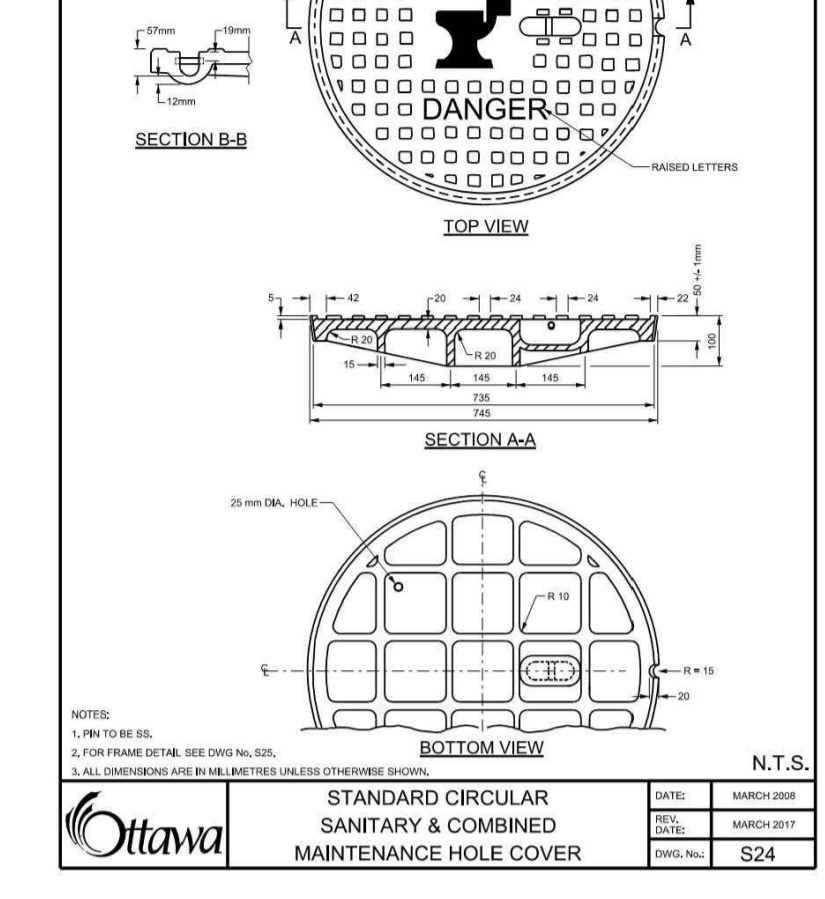 57mm
19mm
12mm
SECTION B-B
A
A
DANGER
RAISED LETTERS
TOP VIEW
5
42
20
24
24
22
50 +/- 1mm
100
R 20
R 20
15
145
145
145
735
745
SECTION A-A
25 mm DIA. HOLE
R 10
R = 15
20
BOTTOM VIEW
NOTES:
1. PIN TO BE SS.
2. FOR FRAME DETAIL SEE DWG No. S25.
3. ALL DIMENSIONS ARE IN MILLIMETRES UNLESS OTHERWISE SHOWN.
N.T.S.
Ottawa
STANDARD CIRCULAR
SANITARY & COMBINED
MAINTENANCE HOLE COVER
DATE:
MARCH 2008
REV.
DATE:
MARCH 2017
DWG. No.:
S24